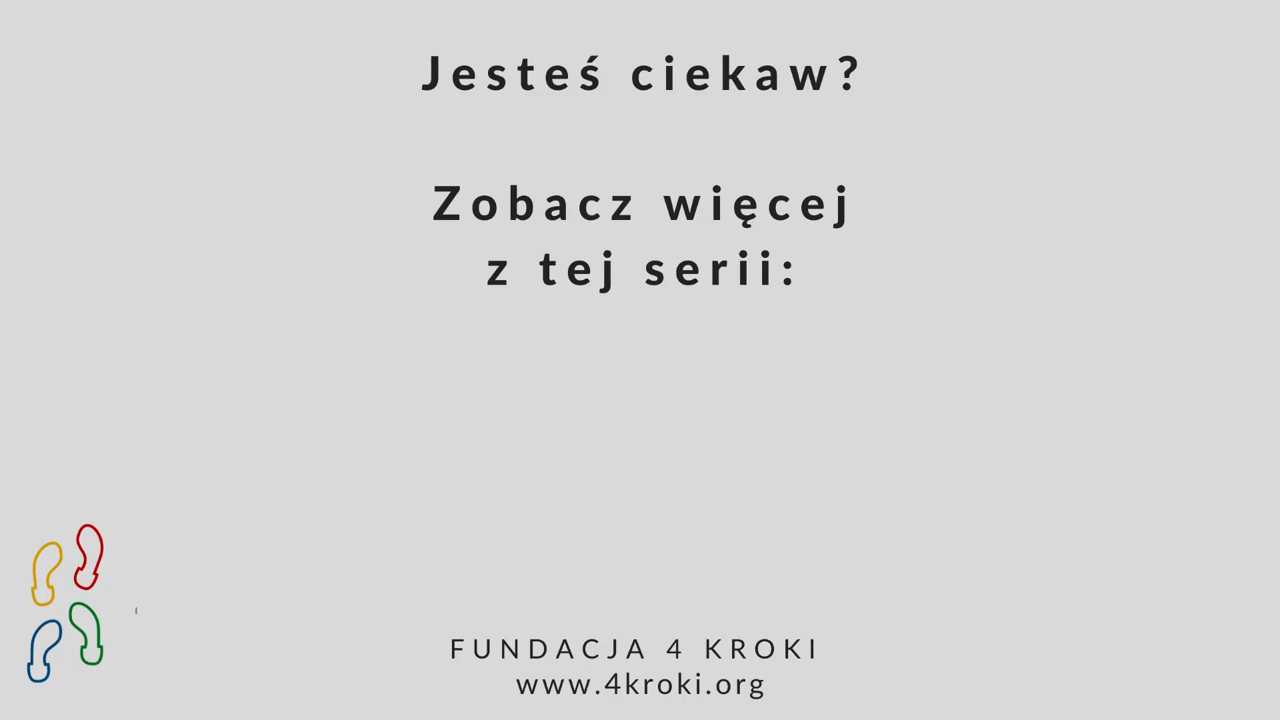 Jesteś ciekaw?
Zobacz więcej
z tej serii:
FUNDACJA 4 KROKI
www.4kroki.org